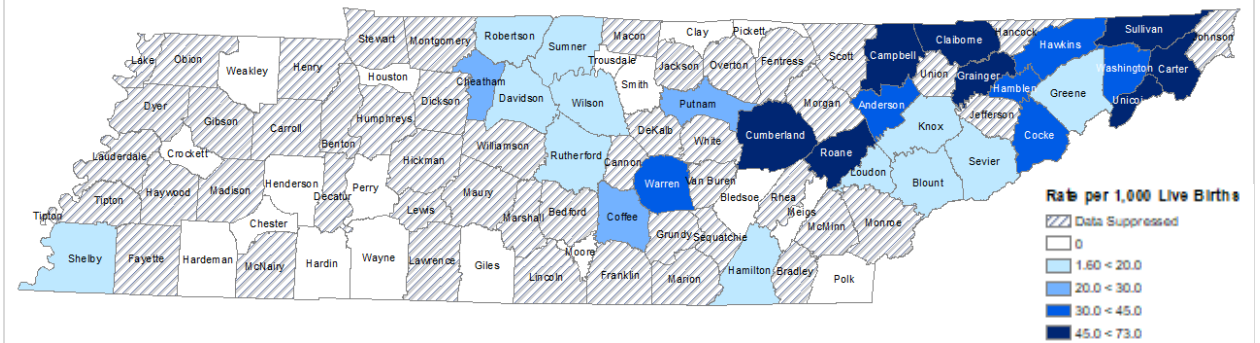 Stewart
Montgomery
Robertson
Sumner
Macon
Clay
Pickett
Lake
Obion
Weakley
Henry
Houston
Cheatham
Trousdale
Smith
Jackson
Overton
Fentress
Scott
Campbell
Claiborne
Hancock
Hawkins
Sullivan
Johnson
Dyer
Gibson
Carroll
Benton
Humphreys
Dickson
Davidson
Wilson
Putnam
Morgan
Anderson
Union
Grainger
Hamblen
Greene
Washington
Carter
Unicoi
Jefferson
Lauderdale
Crockett
Hickman
Williamson
Rutherford
Cannon
DeKalb
White
Cumberland
Roane
Knox
Cocke
Sevier
Loudon
Blount
Tipton
Tipton
Haywood
Madison
Henderson
Decatur
Perry
Lewis
Maury
Marshall
Bedford
Coffee
Warren
Van Buren
Bledsoe
Rhea
Meigs
McMinn
Monroe
Shelby
Fayette
Hardeman
Chester
McNairy
Hardin
Wayne
Lawrence
Giles
Lincoln
Moore
Franklin
Grundy
Sequatchie
Marion
Hamilton
Bradley
Polk
Rate per 1,000 Live Births
Data Suppressed
0
1.60 < 20.0
20.0 < 30.0
30.0 < 45.0
45.0 < 73.0